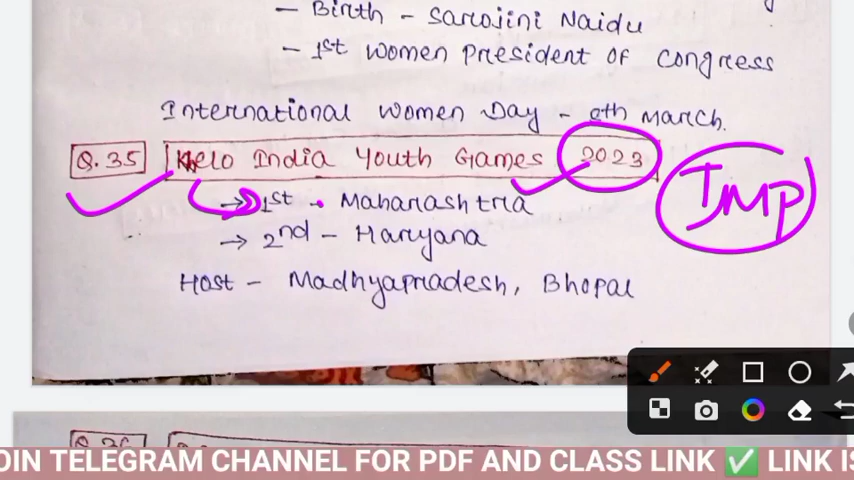 - Birth - Sarojini Naidu
- 1st women President of Congress
International Women Day - 8th March.
Q.35 Khelo India Youth Games 2023
→ 1st - Maharashtra
→ 2nd - Haryana
IMP
Host - Madhyapradesh, Bhopal
OIN TELEGRAM CHANNEL FOR PDF AND CLASS LINK ✅ LINK IS